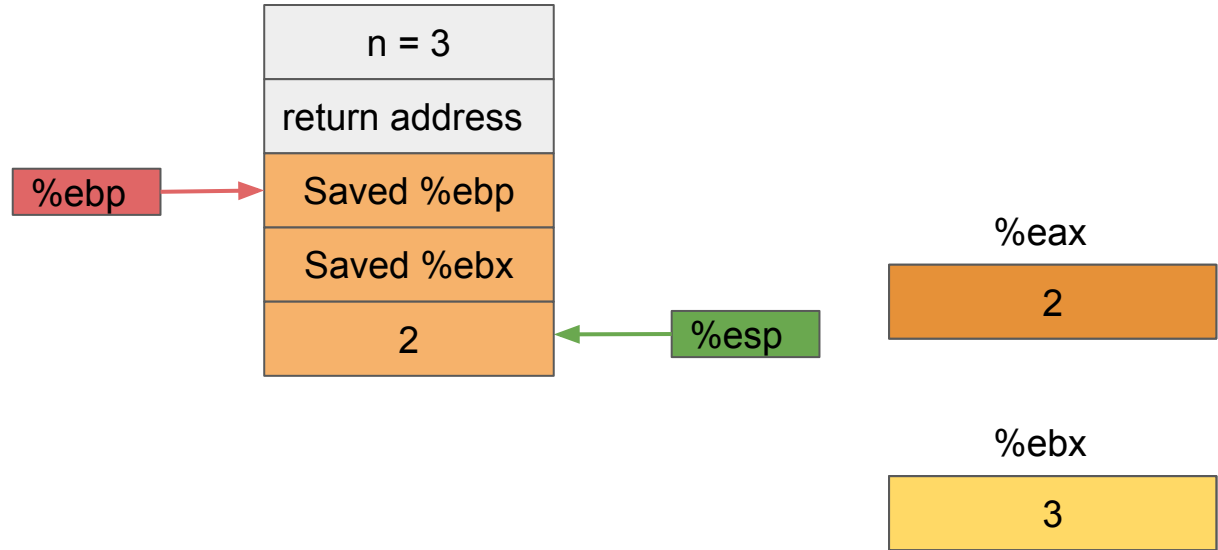 n = 3
return address
%ebp
Saved %ebp
Saved %ebx
2
%esp
%eax
2
%ebx
3